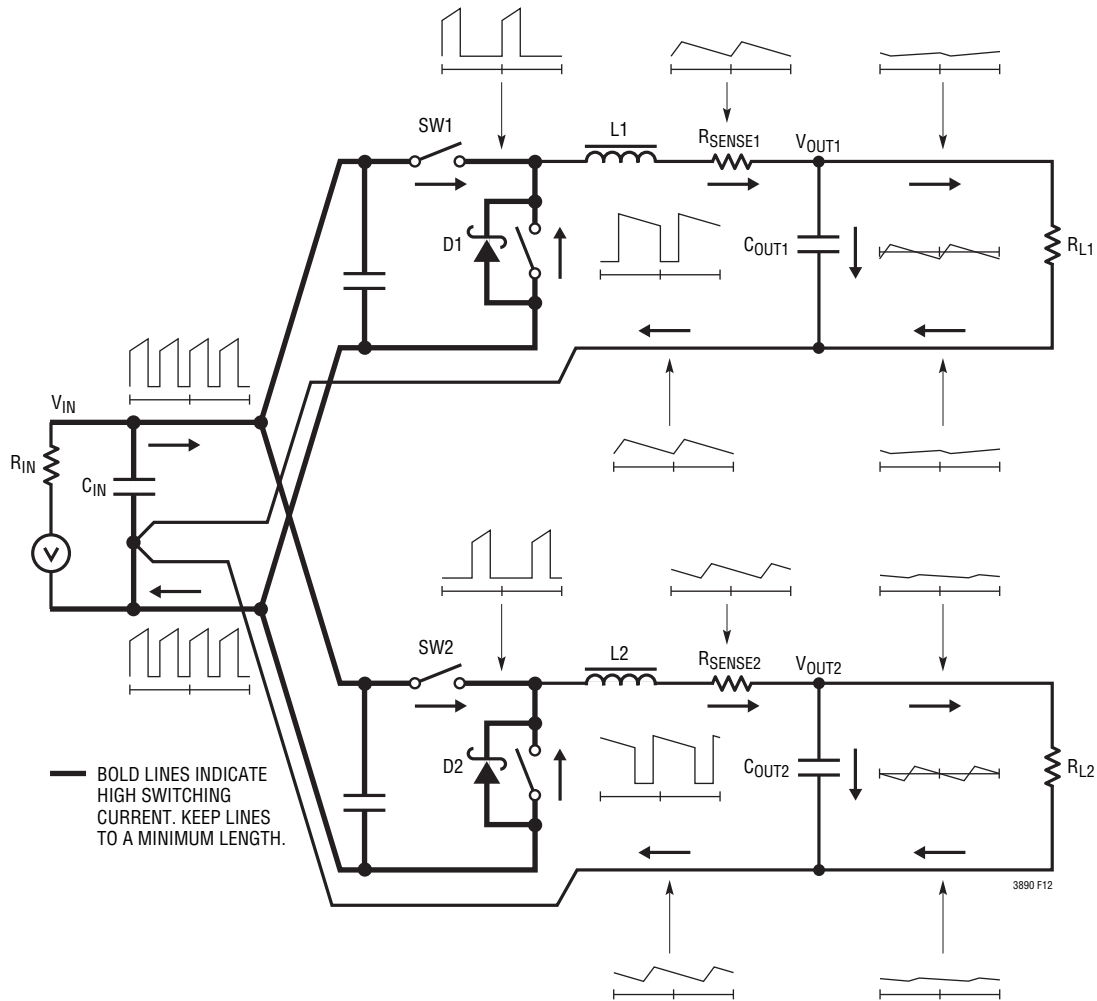 SW1
L1
RSENSE1
VOUT1
D1
COUT1
RL1
VIN
RIN
CIN
V
SW2
L2
RSENSE2
VOUT2
D2
COUT2
RL2
BOLD LINES INDICATE
HIGH SWITCHING
CURRENT. KEEP LINES
TO A MINIMUM LENGTH.
3890 F12